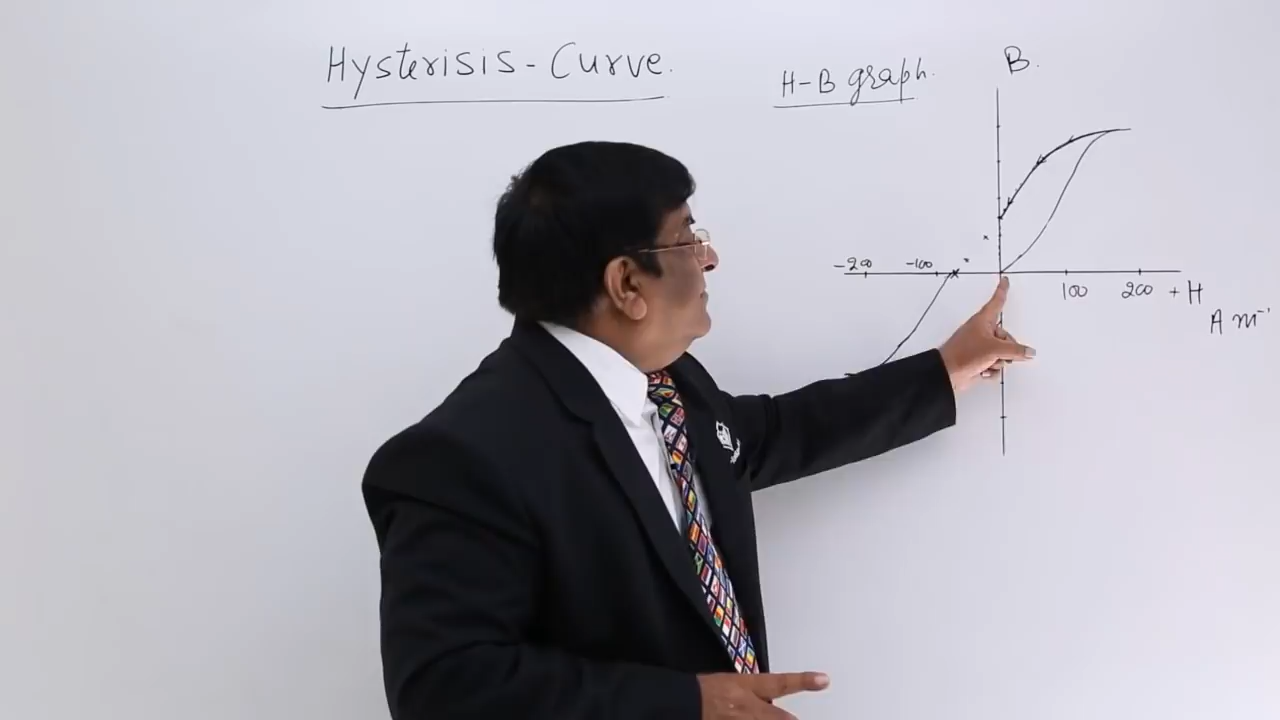 Hysterisis - Curve.
H-B graph.
B.
-200 -100
100 200 + H
A m⁻¹